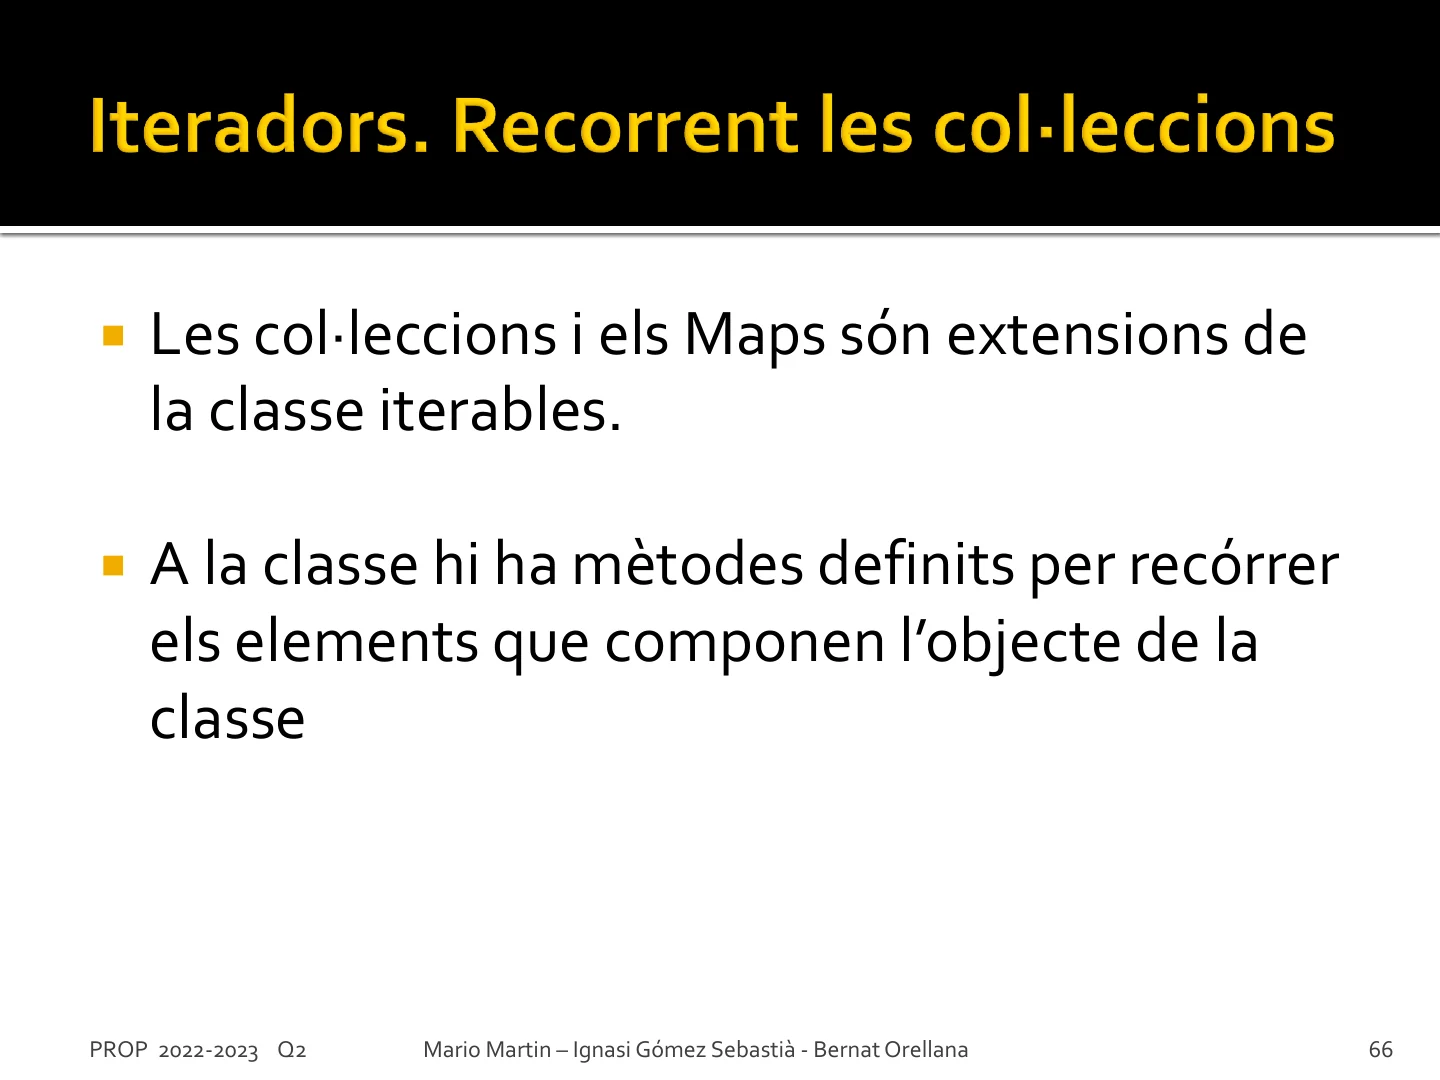 Iteradors. Recorrent les col·leccions
Les col·leccions i els Maps són extensions de
la classe iterables.
A la classe hi ha mètodes definits per recórrer
els elements que componen l’objecte de la
classe
PROP 2022-2023 Q2
Mario Martin – Ignasi Gómez Sebastià - Bernat Orellana
66